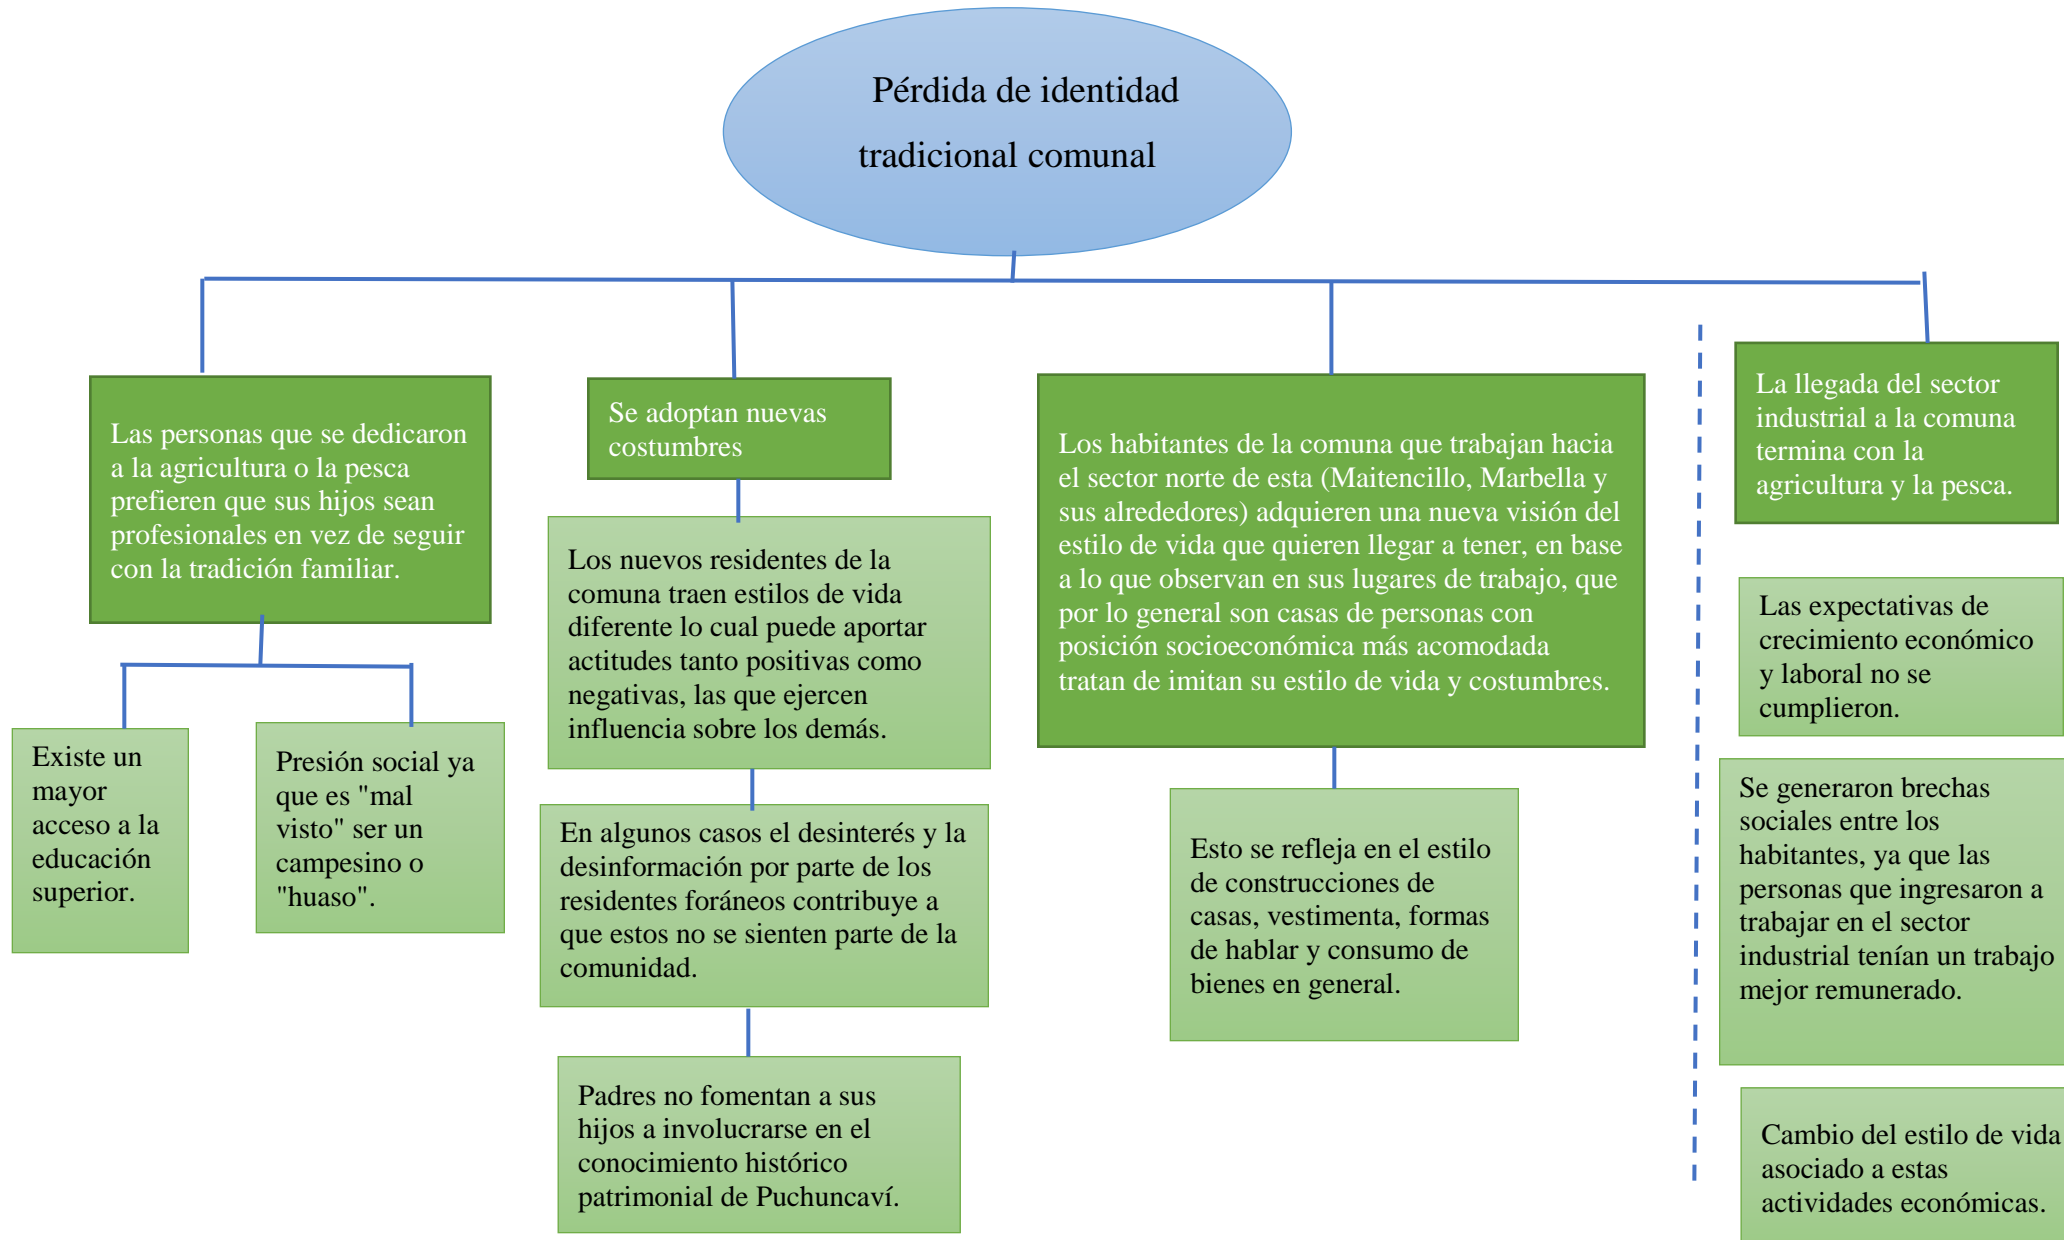 Pérdida de identidad
tradicional comunal
Las personas que se dedicaron
a la agricultura o la pesca
prefieren que sus hijos sean
profesionales en vez de seguir
con la tradición familiar.
Existe un
mayor
acceso a la
educación
superior.
Presión social ya
que es "mal
visto" ser un
campesino o
"huaso".
Se adoptan nuevas
costumbres
Los nuevos residentes de la
comuna traen estilos de vida
diferente lo cual puede aportar
actitudes tanto positivas como
negativas, las que ejercen
influencia sobre los demás.
En algunos casos el desinterés y la
desinformación por parte de los
residentes foráneos contribuye a
que estos no se sienten parte de la
comunidad.
Padres no fomentan a sus
hijos a involucrarse en el
conocimiento histórico
patrimonial de Puchuncaví.
Los habitantes de la comuna que trabajan hacia
el sector norte de esta (Maitencillo, Marbella y
sus alrededores) adquieren una nueva visión del
estilo de vida que quieren llegar a tener, en base
a lo que observan en sus lugares de trabajo, que
por lo general son casas de personas con
posición socioeconómica más acomodada
tratan de imitan su estilo de vida y costumbres.
Esto se refleja en el estilo
de construcciones de
casas, vestimenta, formas
de hablar y consumo de
bienes en general.
La llegada del sector
industrial a la comuna
termina con la
agricultura y la pesca.
Las expectativas de
crecimiento económico
y laboral no se
cumplieron.
Se generaron brechas
sociales entre los
habitantes, ya que las
personas que ingresaron a
trabajar en el sector
industrial tenían un trabajo
mejor remunerado.
Cambio del estilo de vida
asociado a estas
actividades económicas.